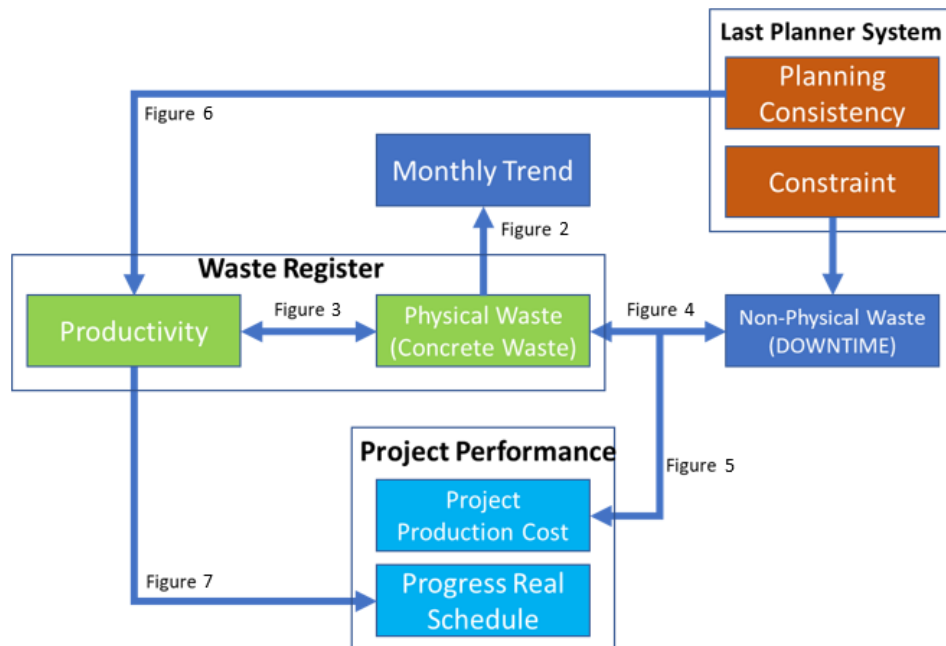 Last Planner System
Planning
Consistency
Figure 6
Monthly Trend
Constraint
Figure 2
Waste Register
Productivity
Figure 3
Physical Waste
(Concrete Waste)
Figure 4
Non-Physical Waste
(DOWNTIME)
Project Performance
Figure 5
Project
Production Cost
Figure 7
Progress Real
Schedule